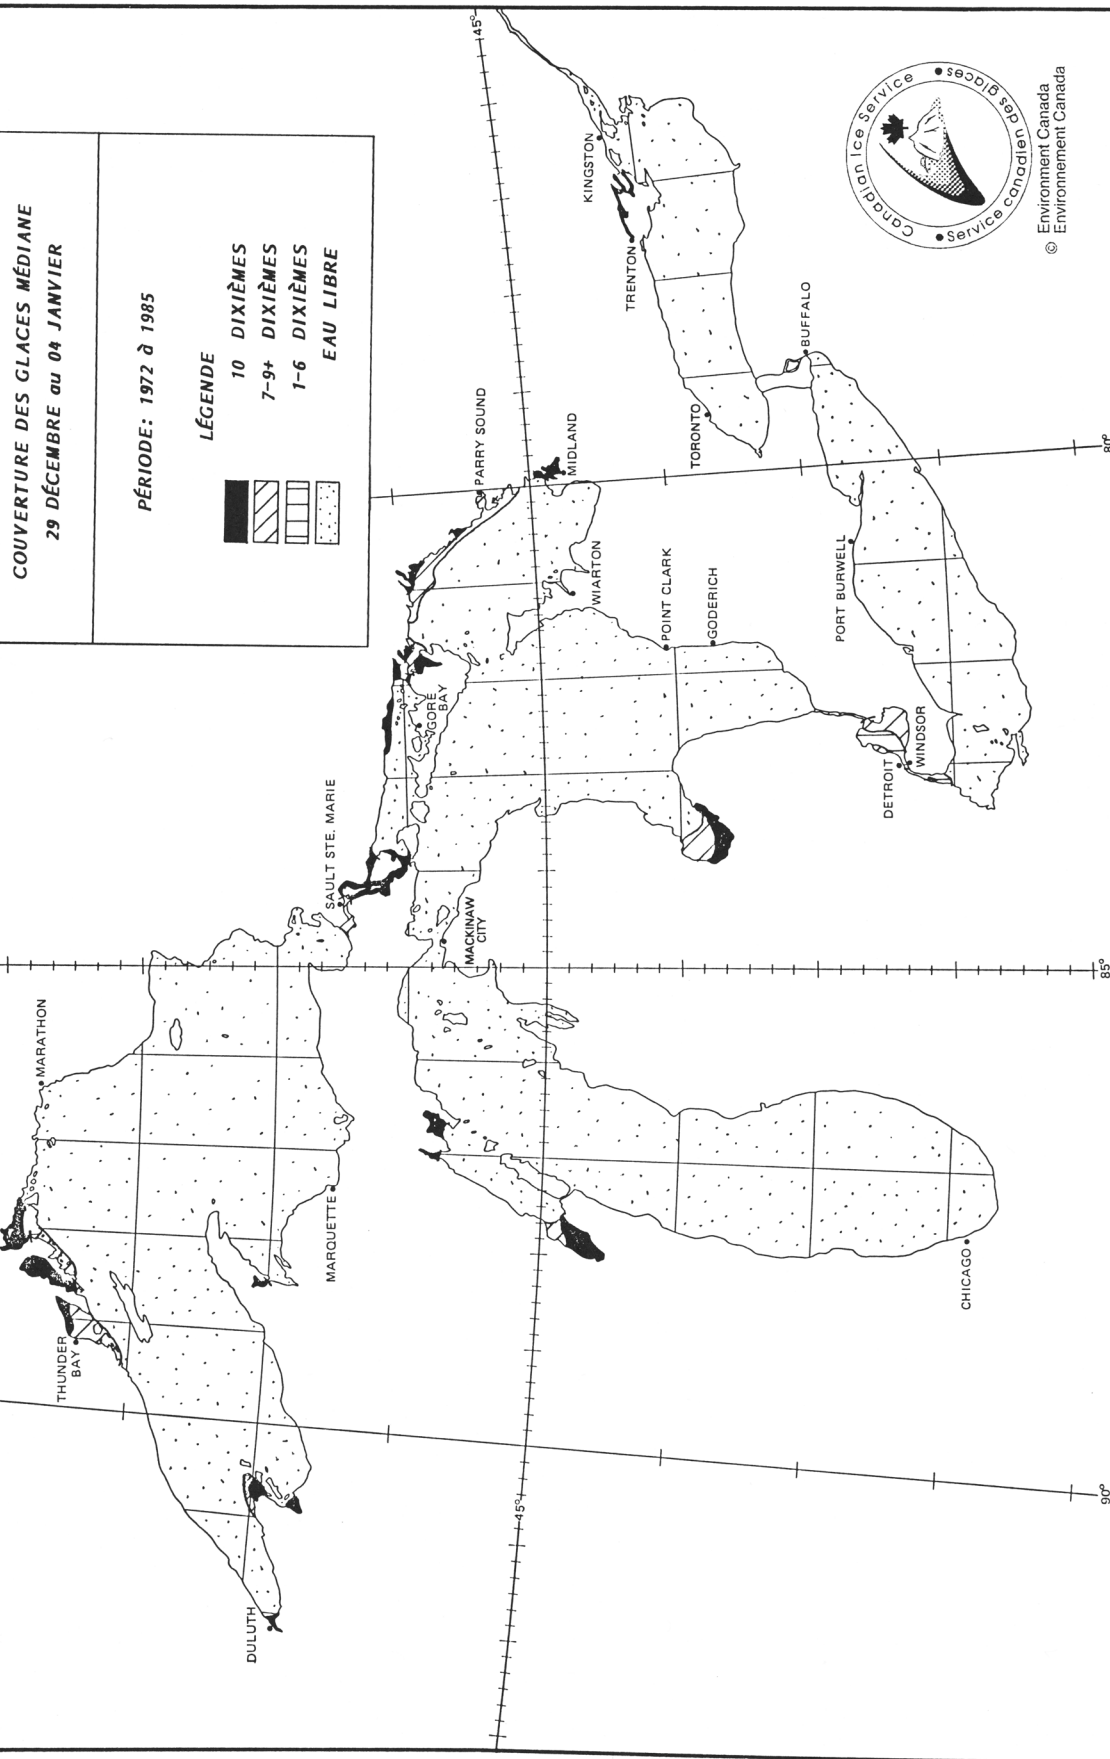 COUVERTURE DES GLACES MÉDIANE
29 DÉCEMBRE au 04 JANVIER
PÉRIODE: 1972 à 1985
LÉGENDE
10 DIXIÈMES
7-9+ DIXIÈMES
1-6 DIXIÈMES
EAU LIBRE
45°
KINGSTON
TRENTON
TORONTO
BUFFALO
PARRY SOUND
MIDLAND
WIARTON
POINT CLARK
GODERICH
PORT BURWELL
WINDSOR
DETROIT
GORE
BAY
SAULT STE. MARIE
MACKINAW
CITY
MARATHON
MARQUETTE
THUNDER
BAY
DULUTH
CHICAGO
45°
80°
85°
90°
Canadian Ice Service
Service canadien des glaces
© Environment Canada
Environnement Canada